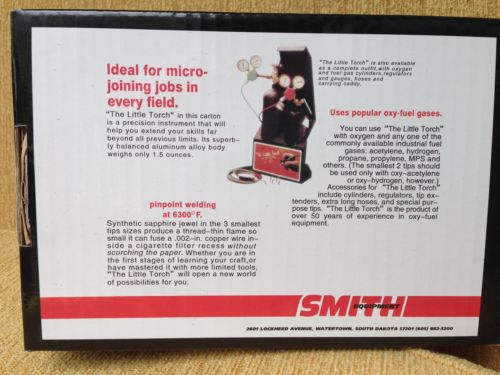 Ideal for micro-
joining jobs in
every field.
"The Little Torch" in this carton
is a precision instrument that will
help you extend your skills far
beyond all previous limits. Its superb-
ly balanced aluminum alloy body
weighs only 1.5 ounces.
pinpoint welding
at 6300°F.
Synthetic sapphire jewel in the 3 smallest
tips sizes produce a thread-thin flame so
small it can fuse a .002-in. copper wire in-
side a cigarette filter recess without
scorching the paper. Whether you are in
the first stages of learning your craft,or
have mastered it with more limited tools,
"The Little Torch" will open a new world
of possibilities for you.
"The Little Torch" is also available
as a complete outfit,with oxygen
and fuel gas cylinders,regulators
and gauges, hoses and
carrying caddy.
Uses popular oxy-fuel gases.
You can use "The Little Torch"
with oxygen and any one of the
commonly available industrial fuel
gases: acetylene, hydrogen,
propane, propylene, MPS and
others. (The smallest 2 tips should
be used only with oxy-acetylene
or oxy-hydrogen, however.)
Accessories for "The Little Torch"
include cylinders, regulators, tip ex-
tenders, extra long hoses, and special pur-
pose tips. "The Little Torch" is the product of
over 50 years of experience in oxy-fuel
equipment.
SMITH
EQUIPMENT
2601 LOCKHEED AVENUE, WATERTOWN, SOUTH DAKOTA 57201 (605) 882-3200